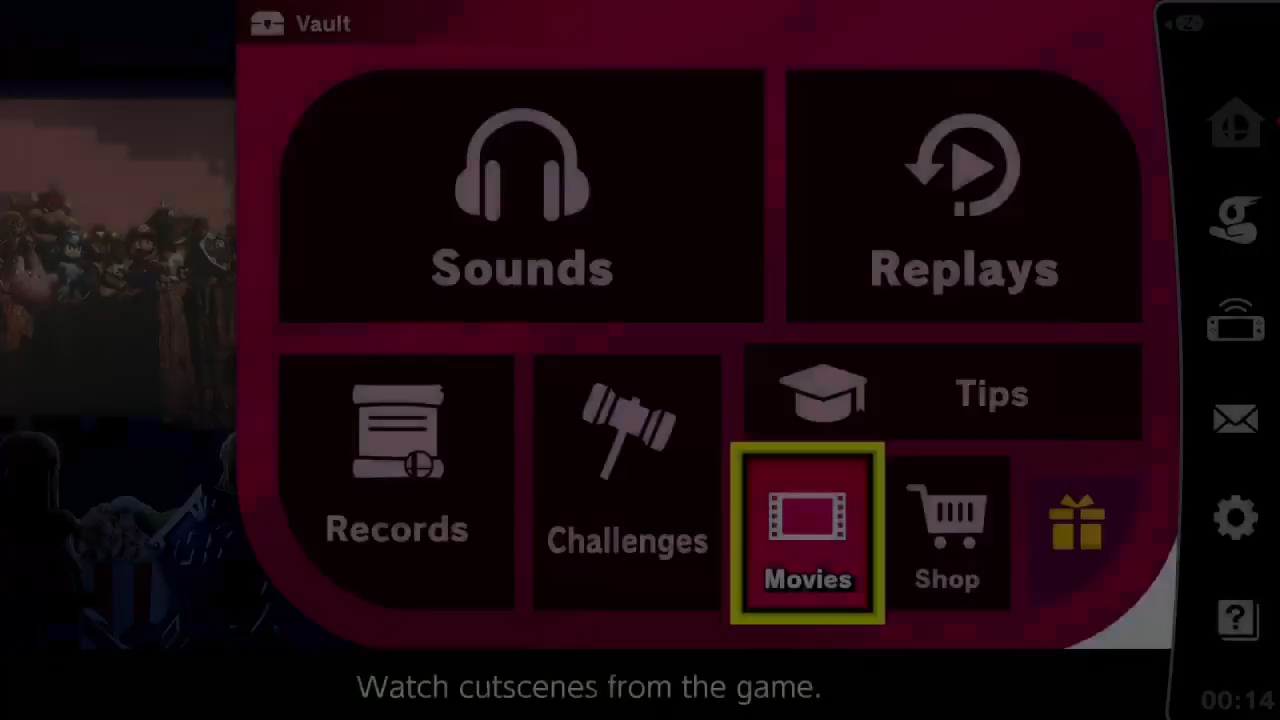 Vault
Sounds
Replays
Records
Challenges
Tips
Movies
Shop
Watch cutscenes from the game.
00:14